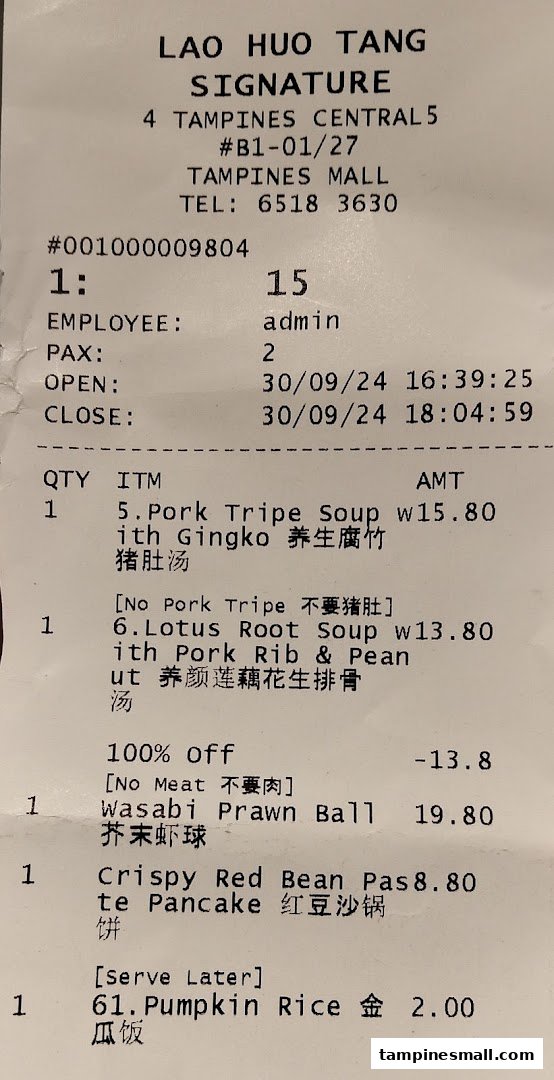 LAO HUO TANG
SIGNATURE
4 TAMPINES CENTRAL5
#B1-01/27
TAMPINES MALL
TEL: 6518 3630
#001000009804
1: 15
EMPLOYEE: admin
PAX: 2
OPEN: 30/09/24 16:39:25
CLOSE: 30/09/24 18:04:59
QTY ITM AMT
1 5.Pork Tripe Soup w15.80
ith Gingko 养生腐竹
猪肚汤
[No Pork Tripe 不要猪肚]
1 6.Lotus Root Soup w13.80
ith Pork Rib & Pean
ut 养颜莲藕花生排骨
汤
100% Off -13.8
[No Meat 不要肉]
1 Wasabi Prawn Ball 19.80
芥末虾球
1 Crispy Red Bean Pas8.80
te Pancake 红豆沙锅
饼
[Serve Later]
1 61.Pumpkin Rice 金 2.00
瓜饭
tampinesmall.com